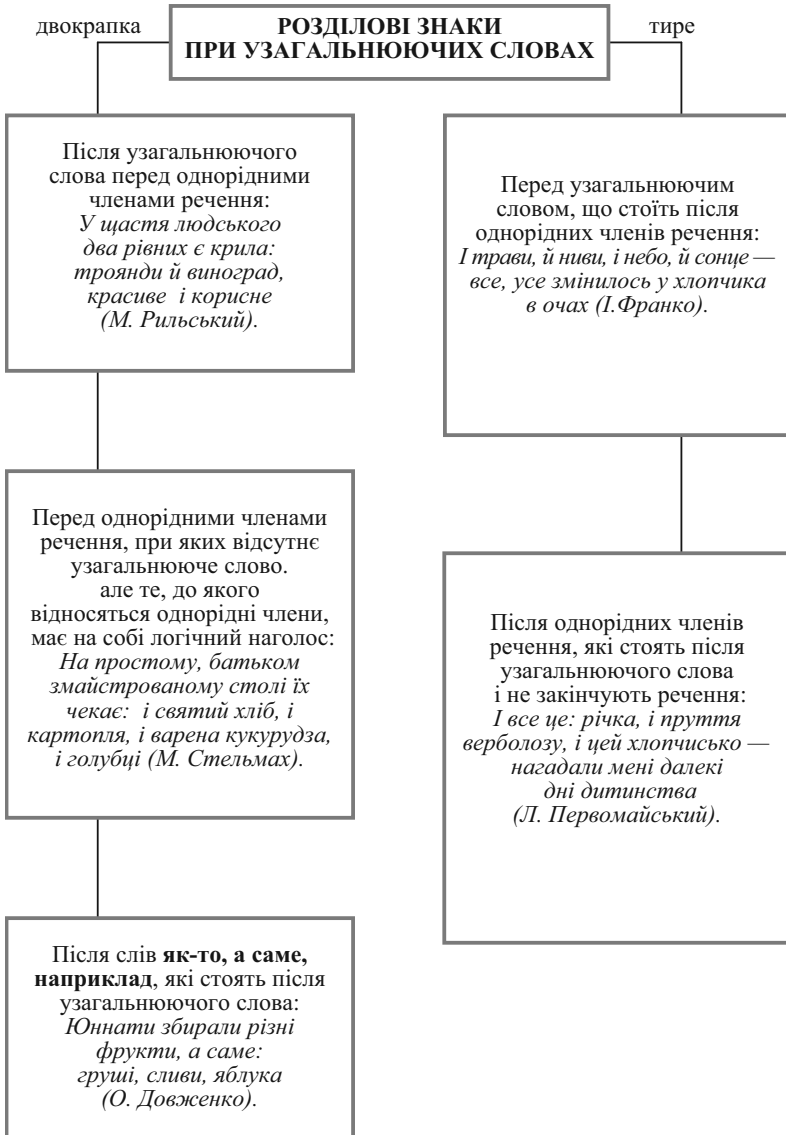 двокрапка
РОЗДІЛОВІ ЗНАКИ
ПРИ УЗАГАЛЬНЮЮЧИХ СЛОВАХ
тире
Після узагальнюючого
слова перед однорідними
членами речення:
У щастя людського
два рівних є крила:
троянди й виноград,
красиве і корисне
(М. Рильський).
Перед однорідними членами
речення, при яких відсутнє
узагальнююче слово.
але те, до якого
відносяться однорідні члени,
має на собі логічний наголос:
На простому, батьком
змайстрованому столі їх
чекає: і святий хліб, і
картопля, і варена кукурудза,
і голубці (М. Стельмах).
Після слів як-то, а саме,
наприклад, які стоять після
узагальнюючого слова:
Юннати збирали різні
фрукти, а саме:
груші, сливи, яблука
(О. Довженко).
Перед узагальнюючим
словом, що стоїть після
однорідних членів речення:
І трави, й ниви, і небо, й сонце —
все, усе змінилось у хлопчика
в очах (І.Франко).
Після однорідних членів
речення, які стоять після
узагальнюючого слова
і не закінчують речення:
І все це: річка, і пруття
верболозу, і цей хлопчисько —
нагадали мені далекі
дні дитинства
(Л. Первомайський).